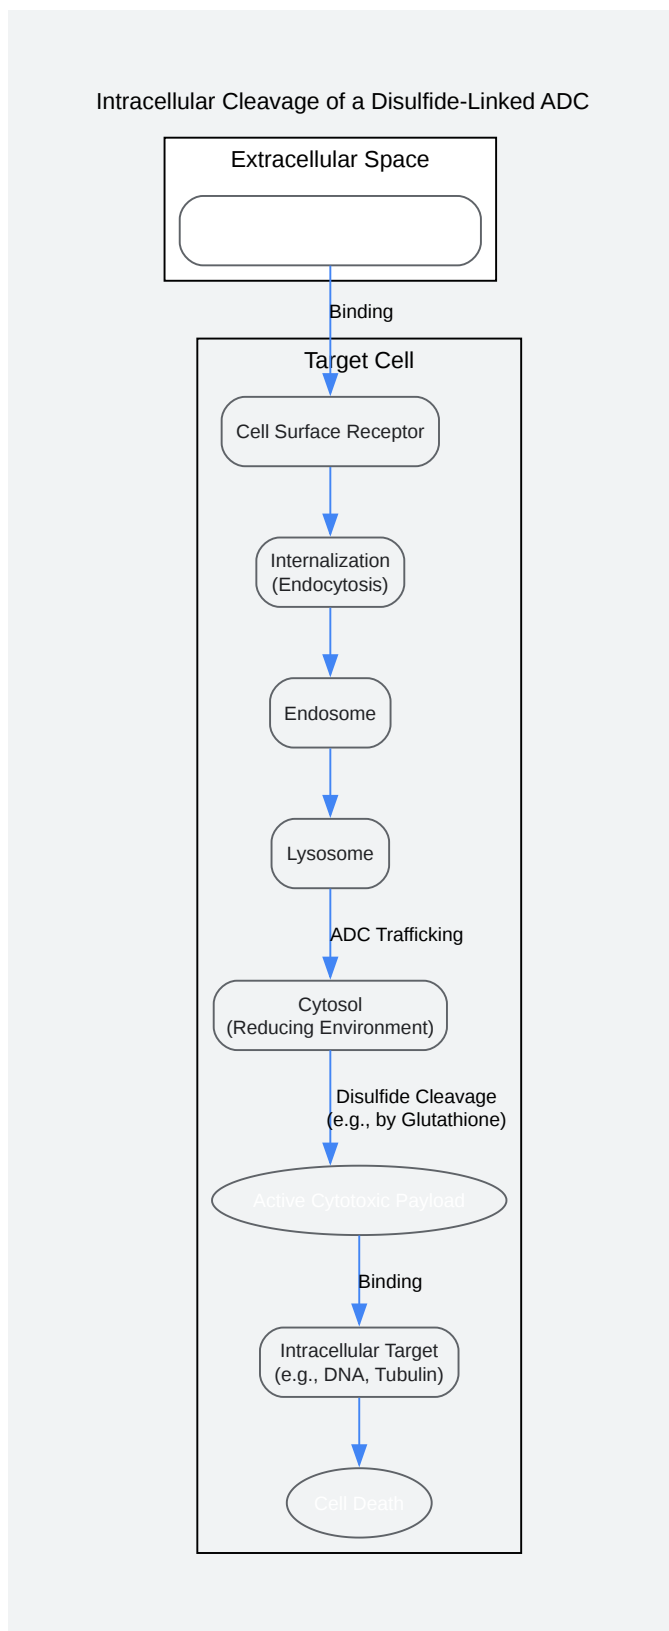 Intracellular Cleavage of a Disulfide-Linked ADC
Extracellular Space
Binding
Target Cell
Cell Surface Receptor
Internalization
(Endocytosis)
Endosome
Lysosome
ADC Trafficking
Cytosol
(Reducing Environment)
Disulfide Cleavage
(e.g., by Glutathione)
Active Cytotoxic Payload
Binding
Intracellular Target
(e.g., DNA, Tubulin)
Cell Death